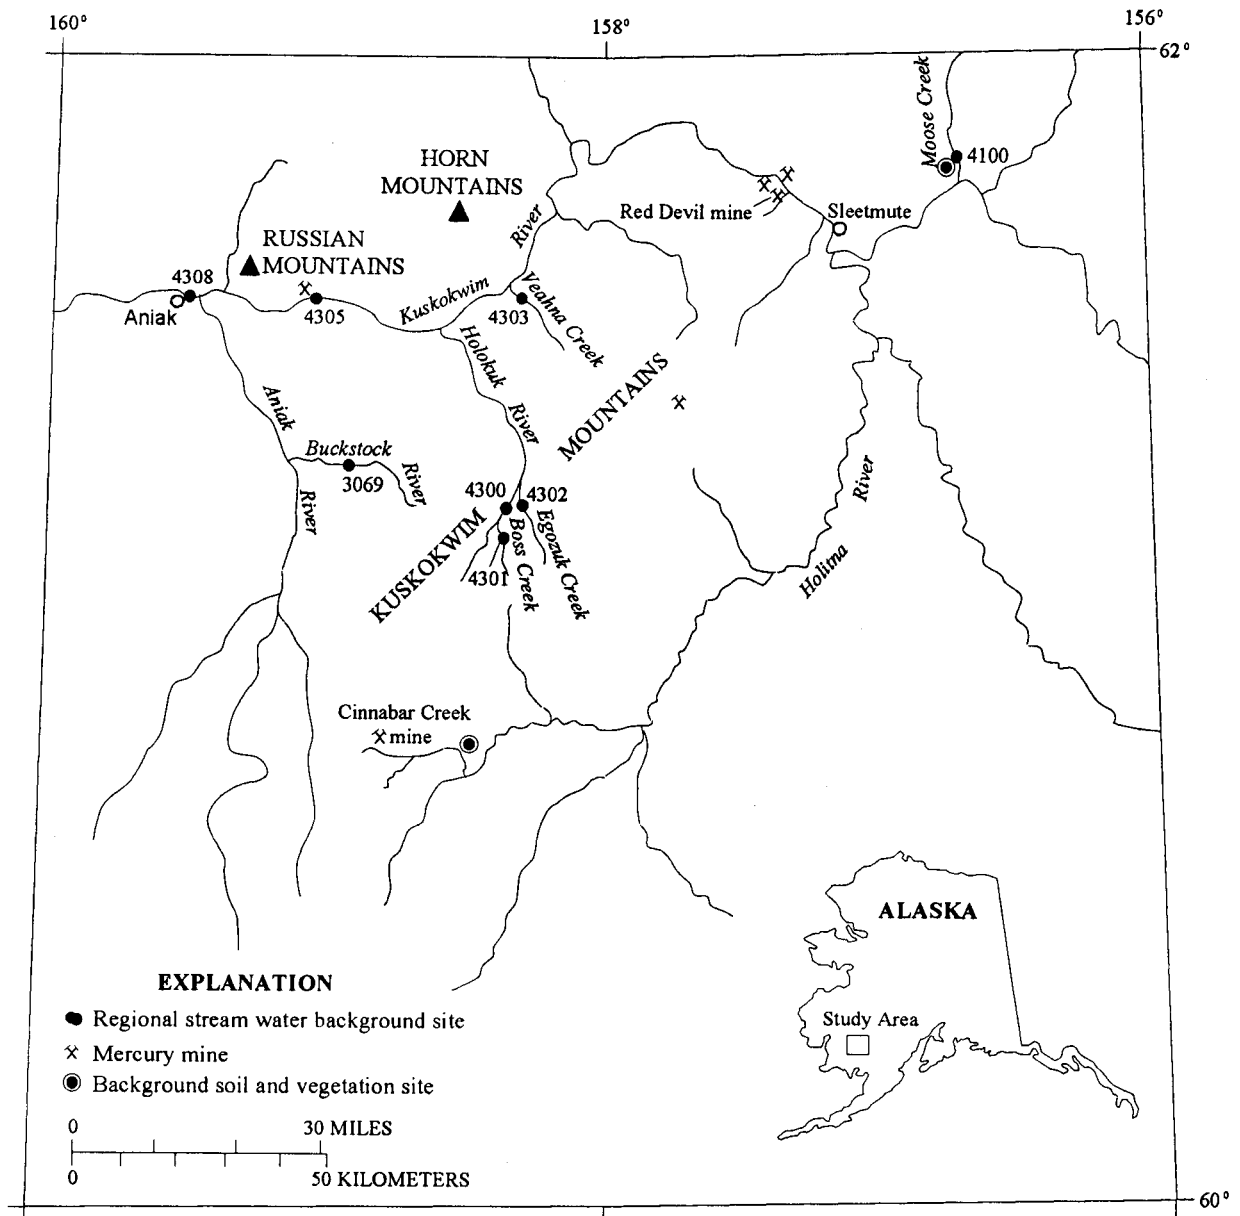 160°
158°
156°
62°
Moose Creek
4100
HORN
MOUNTAINS
Red Devil mine
Sleetmute
River
RUSSIAN
MOUNTAINS
4308
Aniak
4305
Kuskokwim
4303
Veahna Creek
Holokuk
River
MOUNTAINS
Aniak
River
Buckstock
River
3069
4300
4302
KUSKOKWIM
Boss Creek
Egozuk Creek
4301
River
Holitna
Cinnabar Creek
mine
ALASKA
Study Area
EXPLANATION
Regional stream water background site
Mercury mine
Background soil and vegetation site
0 30 MILES
0 50 KILOMETERS
60°